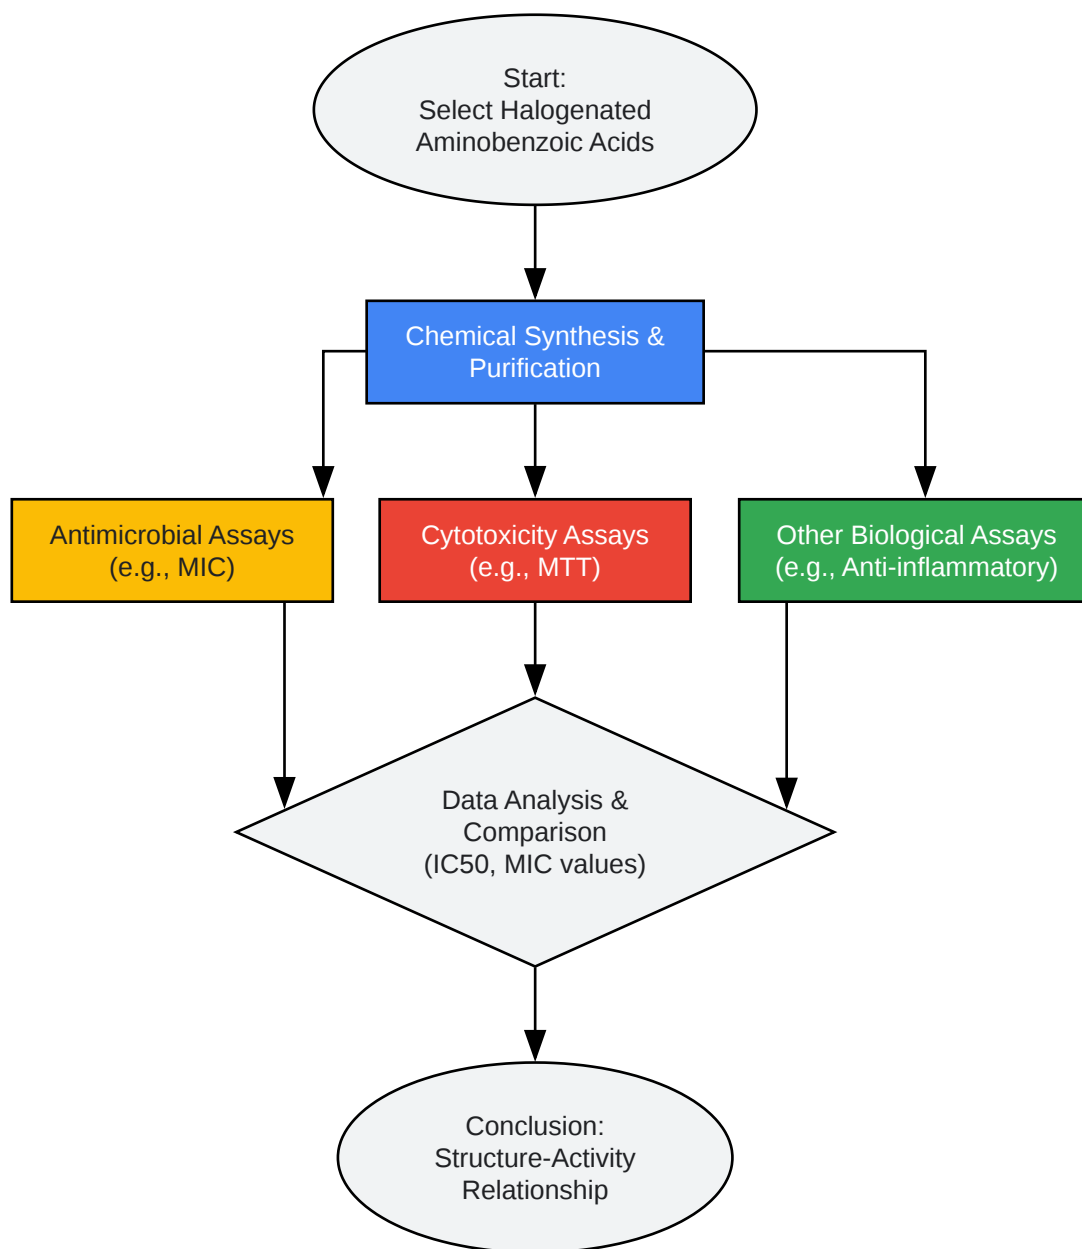 Start:
Select Halogenated
Aminobenzoic Acids
Chemical Synthesis &
Purification
Antimicrobial Assays
(e.g., MIC)
Cytotoxicity Assays
(e.g., MTT)
Other Biological Assays
(e.g., Anti-inflammatory)
Data Analysis &
Comparison
(IC50, MIC values)
Conclusion:
Structure-Activity
Relationship